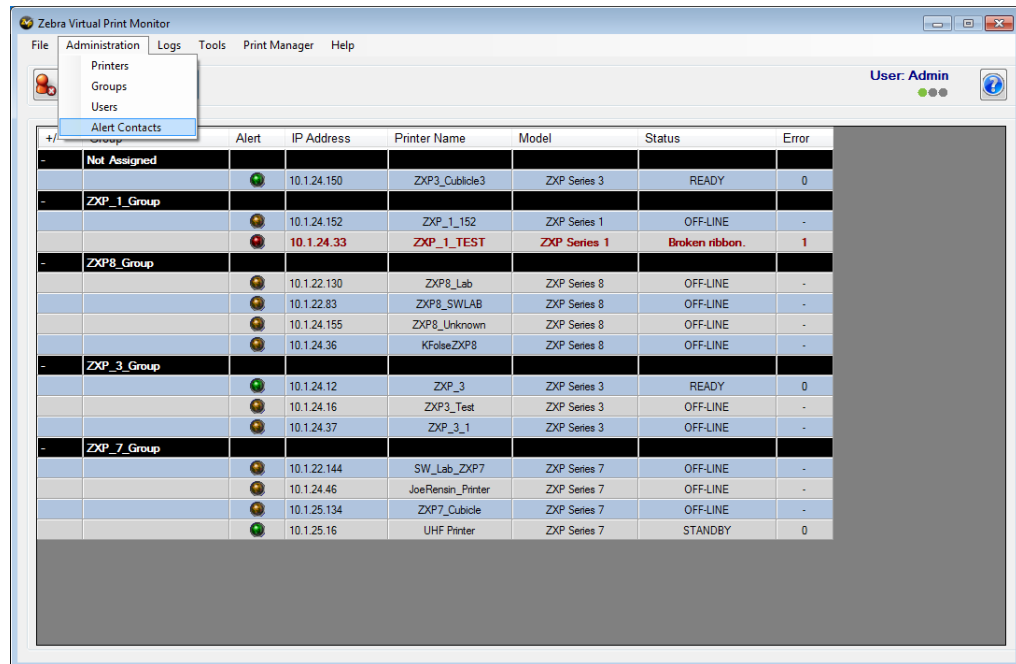 Zebra Virtual Print Monitor
File Administration Logs Tools Print Manager Help
Printers
Groups
Users
Alert Contacts
User: Admin
+/- Group Alert IP Address Printer Name Model Status Error
- Not Assigned
10.1.24.150 ZXP3_Cublicle3 ZXP Series 3 READY 0
- ZXP_1_Group
10.1.24.152 ZXP_1_152 ZXP Series 1 OFF-LINE -
10.1.24.33 ZXP_1_TEST ZXP Series 1 Broken ribbon. 1
- ZXP8_Group
10.1.22.130 ZXP8_Lab ZXP Series 8 OFF-LINE -
10.1.22.83 ZXP8_SWLAB ZXP Series 8 OFF-LINE -
10.1.24.155 ZXP8_Unknown ZXP Series 8 OFF-LINE -
10.1.24.36 KFolseZXP8 ZXP Series 8 OFF-LINE -
- ZXP_3_Group
10.1.24.12 ZXP_3 ZXP Series 3 READY 0
10.1.24.16 ZXP3_Test ZXP Series 3 OFF-LINE -
10.1.24.37 ZXP_3_1 ZXP Series 3 OFF-LINE -
- ZXP_7_Group
10.1.22.144 SW_Lab_ZXP7 ZXP Series 7 OFF-LINE -
10.1.24.46 JoeRensin_Printer ZXP Series 7 OFF-LINE -
10.1.25.134 ZXP7_Cubicle ZXP Series 7 OFF-LINE -
10.1.25.16 UHF Printer ZXP Series 7 STANDBY 0